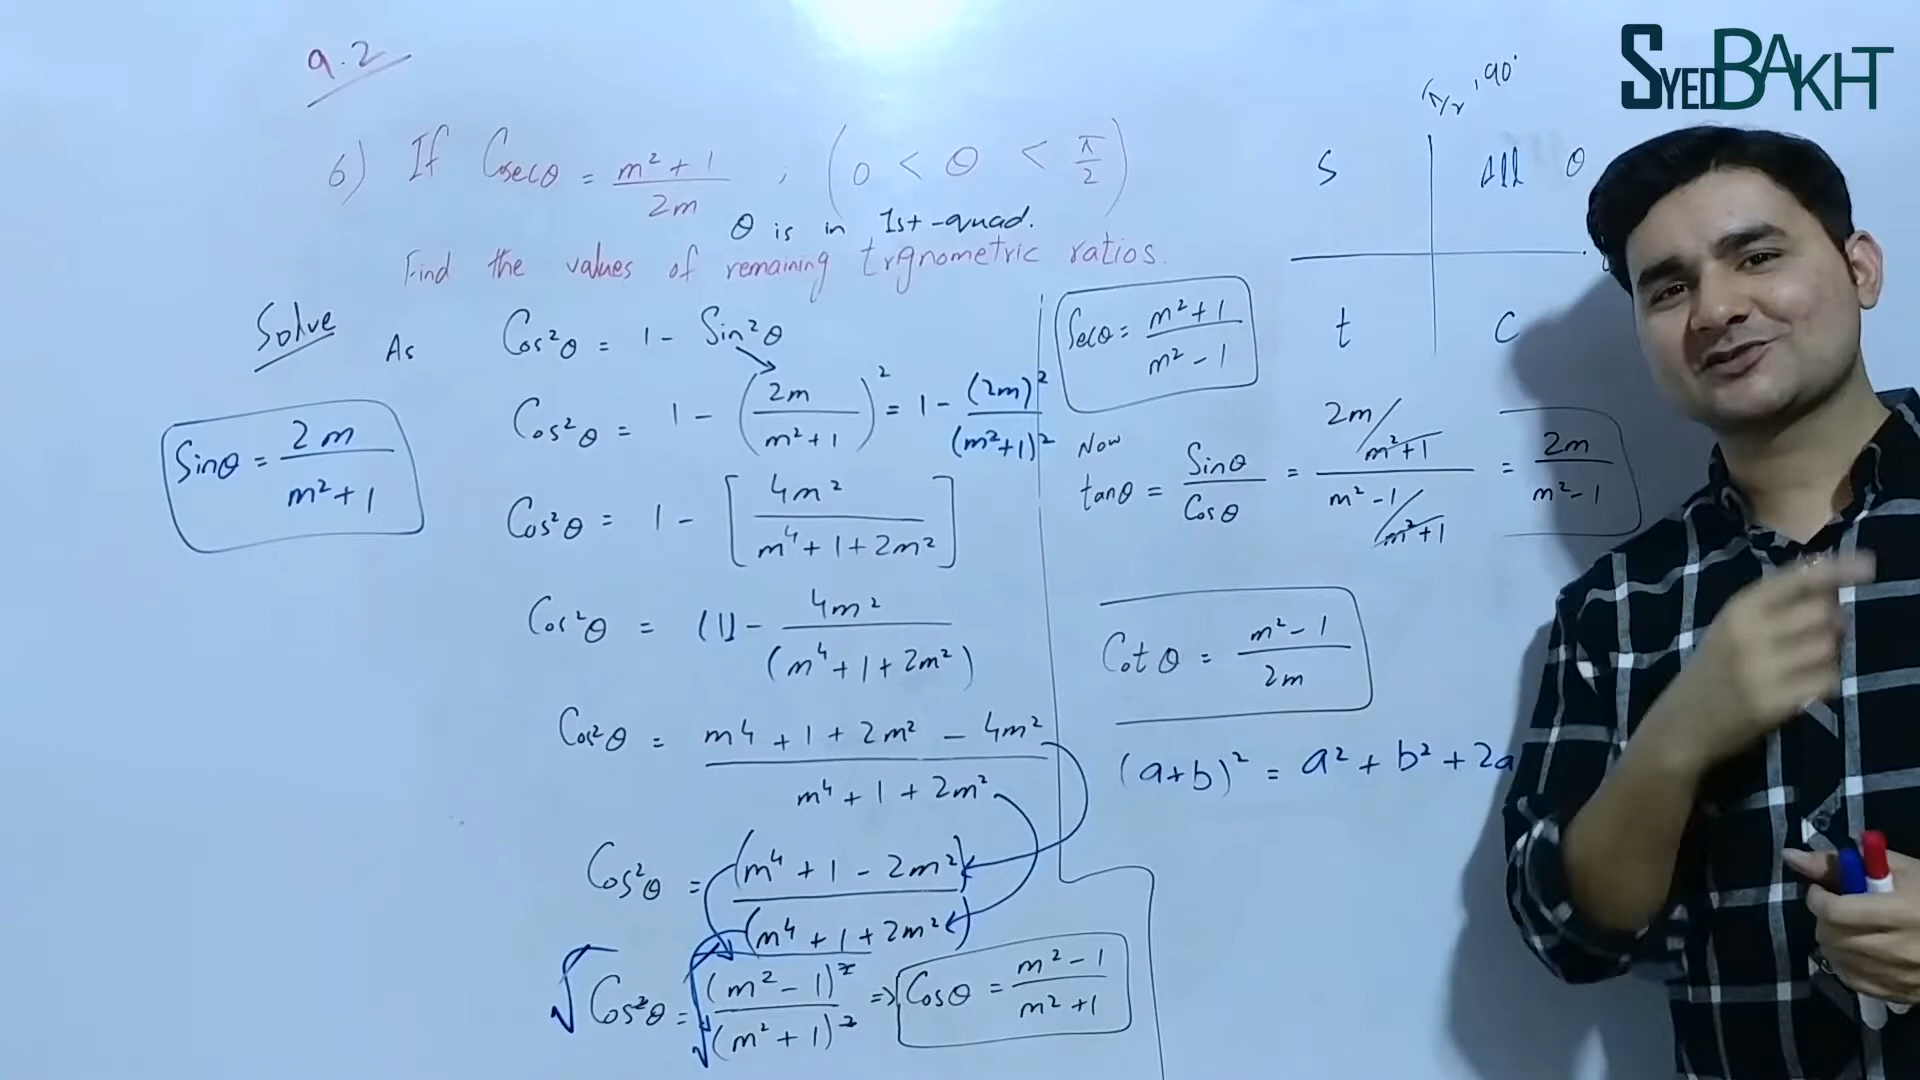 9.2
SYEDBAKHT
π/2, 90°
6) If Cosecθ = (m² + 1)/(2m) ; (0 < θ < π/2)
θ is in 1st-quad.
Find the values of remaining trgnometric ratios.
S All θ
t C
Solve
As Cos²θ = 1 - Sin²θ
Sinθ = 2m/(m² + 1)
Cos²θ = 1 - (2m/(m² + 1))² = 1 - (2m)²/(m²+1)²
Cos²θ = 1 - [4m²/(m⁴ + 1 + 2m²)]
Cos²θ = (1) - 4m²/(m⁴ + 1 + 2m²)
Cos²θ = (m4 + 1 + 2m² - 4m²)/(m⁴ + 1 + 2m²)
Cos²θ = (m⁴ + 1 - 2m²)/(m⁴ + 1 + 2m²)
√Cos²θ = √(m² - 1)²/√(m² + 1)² => Cosθ = (m² - 1)/(m² + 1)
Secθ = (m² + 1)/(m² - 1)
Now
tanθ = Sinθ/Cosθ = (2m/(m²+1))/((m² - 1)/(m²+1)) = 2m/(m² - 1)
Cotθ = (m² - 1)/(2m)
(a+b)² = a² + b² + 2a